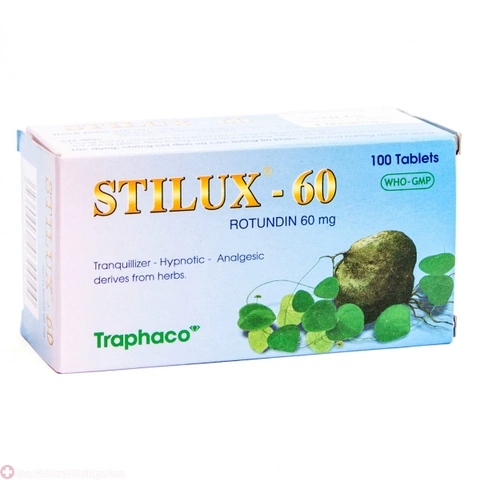 STILUX® - 60
100 Tablets
WHO-GMP
ROTUNDIN 60 mg
Tranquillizer - Hypnotic - Analgesic
derives from herbs.
Traphaco
STILUX - 60